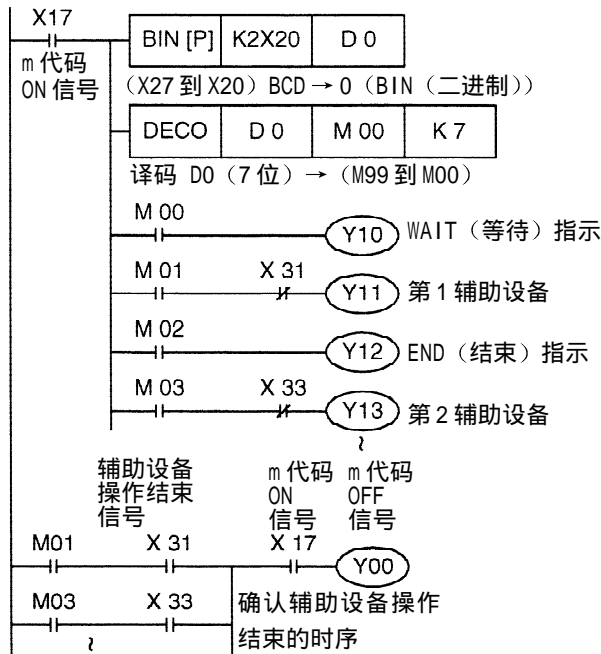 X17
BIN [P] K2X20 D 0
m 代码
ON 信号
（X27 到 X20）BCD → 0（BIN（二进制））
DECO D 0 M 00 K 7
译码 D0（7 位）→（M99 到 M00）
M 00
Y10 WAIT（等待）指示
M 01 X 31
Y11 第 1 辅助设备
M 02
Y12 END（结束）指示
M 03 X 33
Y13 第 2 辅助设备
~
辅助设备
操作结束
信号
m 代码
ON
信号
m 代码
OFF
信号
M01 X 31 X 17
Y00
M03 X 33
确认辅助设备操作
结束的时序
~